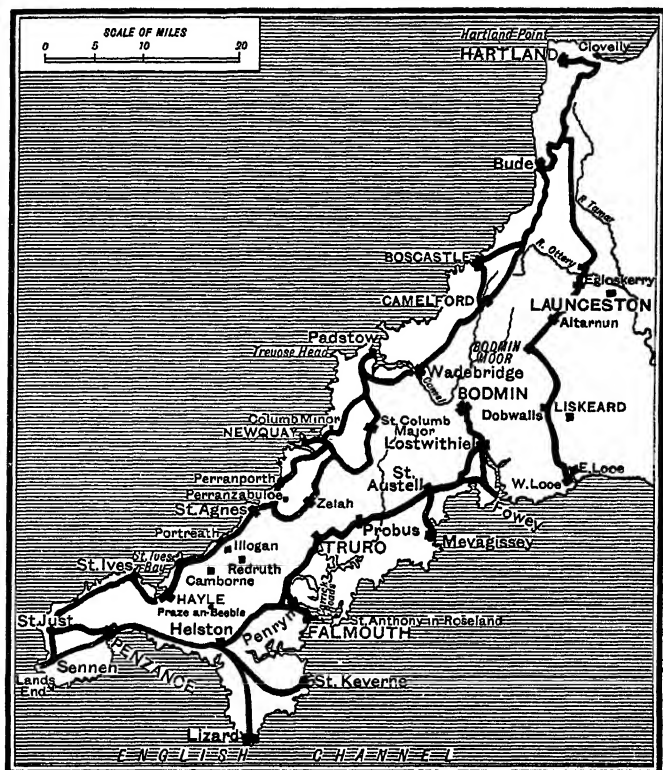 SCALE OF MILES
0 5 10 20
Hartland Point
Clovelly
HARTLAND
Bude
R. Tamar
R. Ottery
BOSCASTLE
Egloskerry
CAMELFORD
LAUNCESTON
Altarnun
Padstow
BODMIN
MOOR
Trevose Head
Wadebridge
Camel
BODMIN
Dobwalls
LISKEARD
Columb Minor
NEWQUAY
St. Columb
Major
Lostwithiel
Perranporth
Perranzabuloe
Zelah
St.
Austell
E. Looe
W. Looe
St. Agnes
Fowey
Portreath
Probus
Illogan
TRURO
Mevagissey
St. Ives
St. Ives
Bay
Redruth
Camborne
HAYLE
Praze-an-Beeble
Carrick
Roads
St. Just
Helston
Penryn
St. Anthony in Roseland
FALMOUTH
PENZANCE
Sennen
Lands
End
St. Keverne
Lizard
ENGLISH CHANNEL